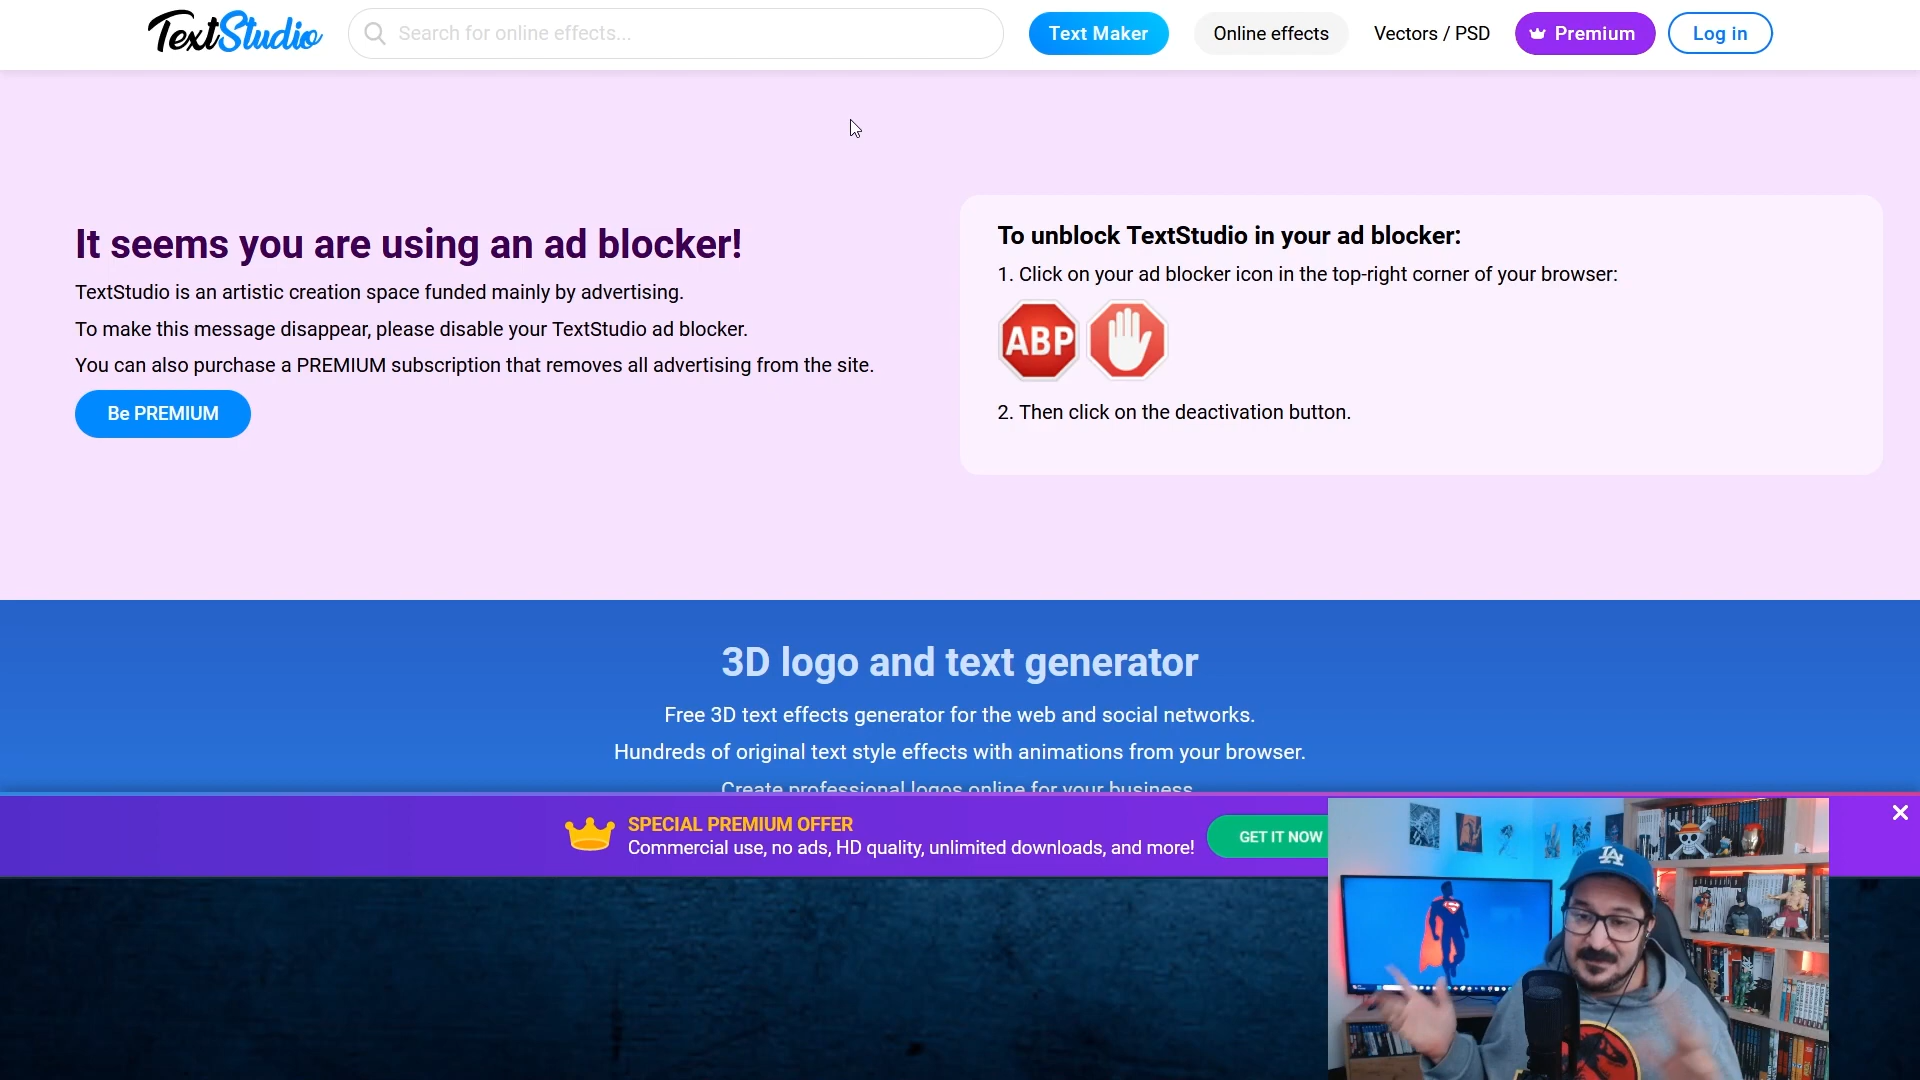 TextStudio
Search for online effects...
Text Maker
Online effects
Vectors / PSD
Premium
Log in
It seems you are using an ad blocker!
TextStudio is an artistic creation space funded mainly by advertising.
To make this message disappear, please disable your TextStudio ad blocker.
You can also purchase a PREMIUM subscription that removes all advertising from the site.
Be PREMIUM
To unblock TextStudio in your ad blocker:
1. Click on your ad blocker icon in the top-right corner of your browser:
ABP
2. Then click on the deactivation button.
3D logo and text generator
Free 3D text effects generator for the web and social networks.
Hundreds of original text style effects with animations from your browser.
Create professional logos online for your business.
SPECIAL PREMIUM OFFER
Commercial use, no ads, HD quality, unlimited downloads, and more!
GET IT NOW
LA